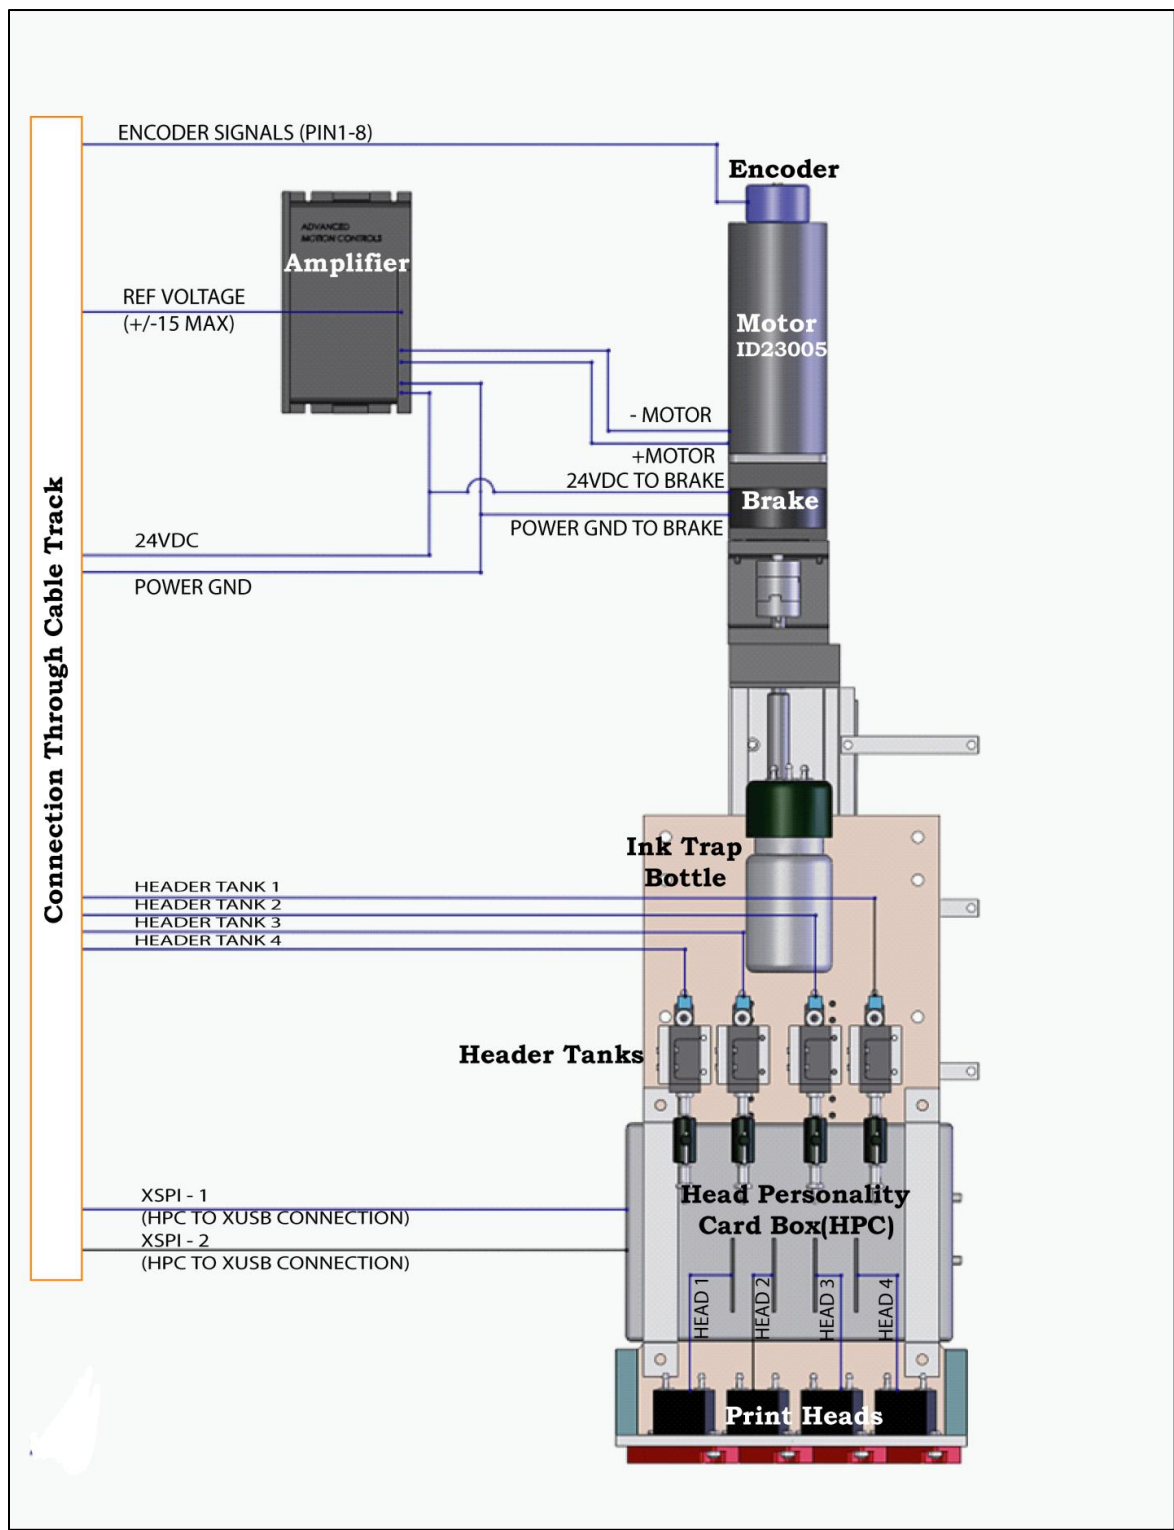 ENCODER SIGNALS (PIN1-8)
Encoder
ADVANCED
MOTION CONTROLS
Amplifier
REF VOLTAGE
(+/-15 MAX)
Motor
ID23005
- MOTOR
+MOTOR
24VDC TO BRAKE
Brake
POWER GND TO BRAKE
24VDC
POWER GND
Connection Through Cable Track
Ink Trap
Bottle
HEADER TANK 1
HEADER TANK 2
HEADER TANK 3
HEADER TANK 4
Header Tanks
XSPI - 1
(HPC TO XUSB CONNECTION)
XSPI - 2
(HPC TO XUSB CONNECTION)
Head Personality
Card Box(HPC)
HEAD 1
HEAD 2
HEAD 3
HEAD 4
Print Heads